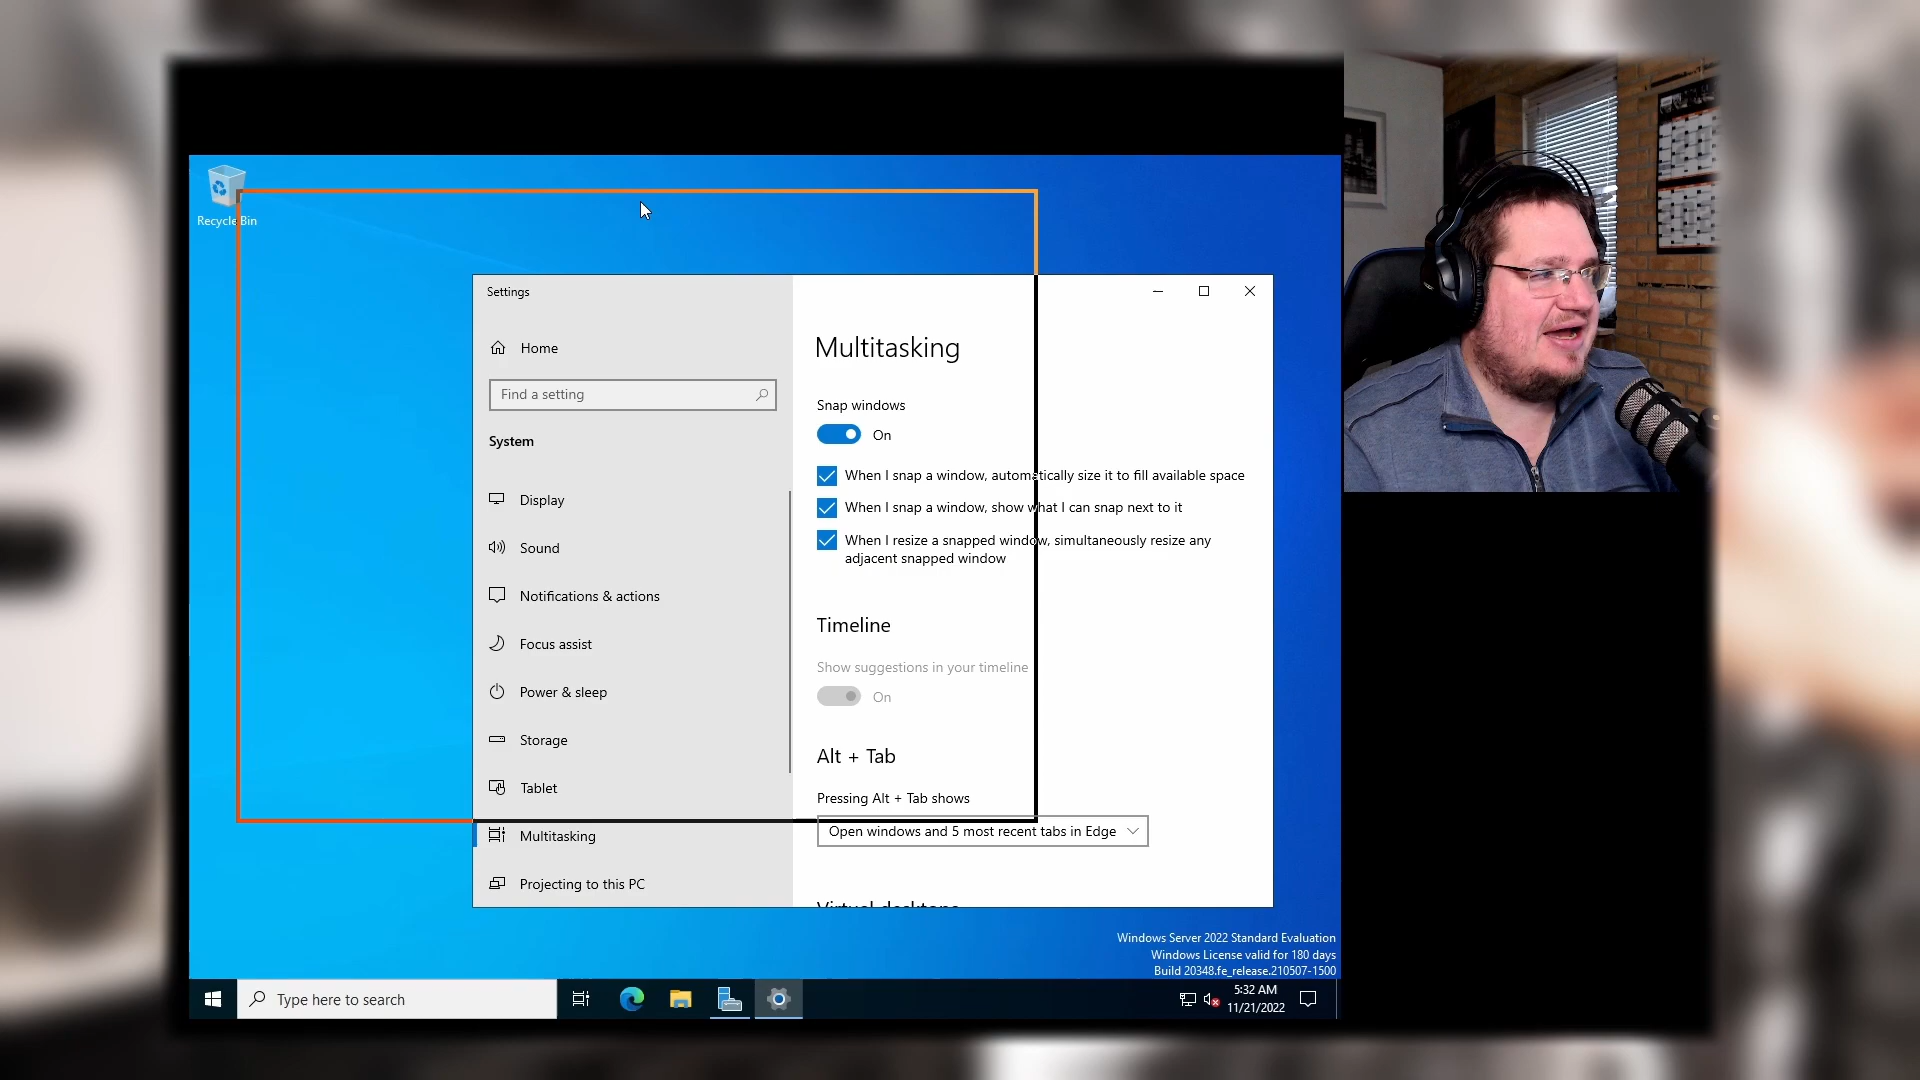 Recycle Bin
Settings
Home
Find a setting
System
Display
Sound
Notifications & actions
Focus assist
Power & sleep
Storage
Tablet
Multitasking
Projecting to this PC
Multitasking
Snap windows
On
When I snap a window, automatically size it to fill available space
When I snap a window, show what I can snap next to it
When I resize a snapped window, simultaneously resize any
adjacent snapped window
Timeline
Show suggestions in your timeline
On
Alt + Tab
Pressing Alt + Tab shows
Open windows and 5 most recent tabs in Edge
Virtual desktops
Windows Server 2022 Standard Evaluation
Windows License valid for 180 days
Build 20348.fe_release.210507-1500
Type here to search
5:32 AM
11/21/2022